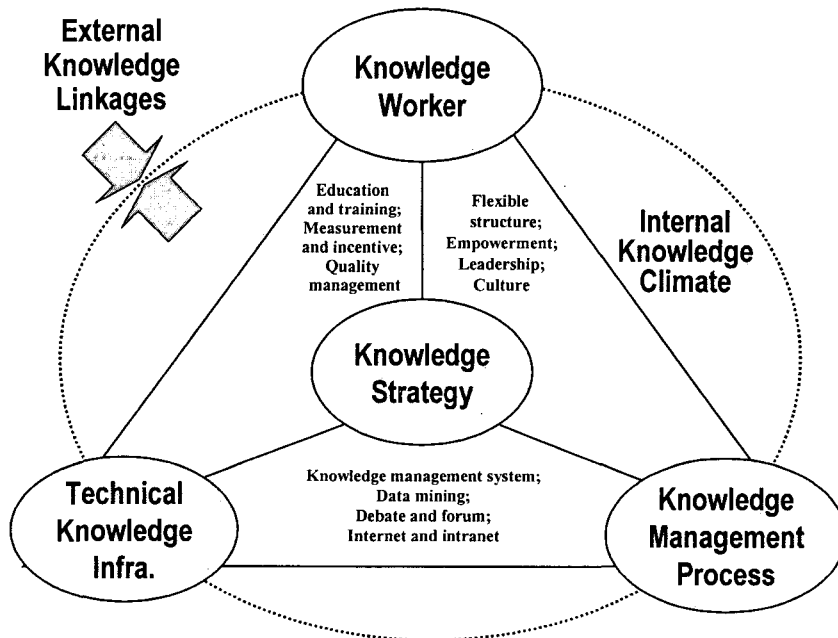 External
Knowledge
Linkages
Knowledge
Worker
Education
and training;
Measurement
and incentive;
Quality
management
Flexible
structure;
Empowerment;
Leadership;
Culture
Internal
Knowledge
Climate
Knowledge
Strategy
Technical
Knowledge
Infra.
Knowledge management system;
Data mining;
Debate and forum;
Internet and intranet
Knowledge
Management
Process